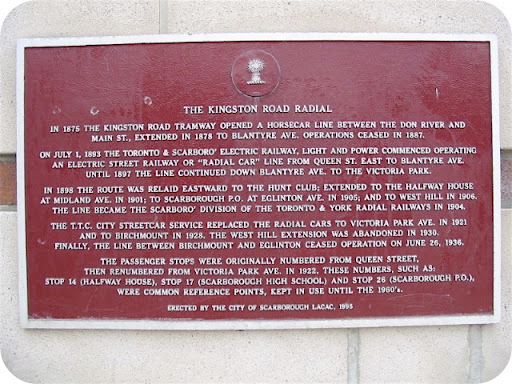 THE KINGSTON ROAD RADIAL
IN 1875 THE KINGSTON ROAD TRAMWAY OPENED A HORSECAR LINE BETWEEN THE DON RIVER AND
MAIN ST., EXTENDED IN 1878 TO BLANTYRE AVE. OPERATIONS CEASED IN 1887.
ON JULY 1, 1893 THE TORONTO & SCARBORO' ELECTRIC RAILWAY, LIGHT AND POWER COMMENCED OPERATING
AN ELECTRIC STREET RAILWAY OR "RADIAL CAR" LINE FROM QUEEN ST. EAST TO BLANTYRE AVE.
UNTIL 1897 THE LINE CONTINUED DOWN BLANTYRE AVE. TO THE VICTORIA PARK.
IN 1898 THE ROUTE WAS RELAID EASTWARD TO THE HUNT CLUB; EXTENDED TO THE HALFWAY HOUSE
AT MIDLAND AVE. IN 1901; TO SCARBOROUGH P.O. AT EGLINTON AVE. IN 1905; AND TO WEST HILL IN 1906.
THE LINE BECAME THE SCARBORO' DIVISION OF THE TORONTO & YORK RADIAL RAILWAYS IN 1904.
THE T.T.C. CITY STREETCAR SERVICE REPLACED THE RADIAL CARS TO VICTORIA PARK AVE. IN 1921
AND TO BIRCHMOUNT IN 1928. THE WEST HILL EXTENSION WAS ABANDONED IN 1930.
FINALLY, THE LINE BETWEEN BIRCHMOUNT AND EGLINTON CEASED OPERATION ON JUNE 26, 1936.
THE PASSENGER STOPS WERE ORIGINALLY NUMBERED FROM QUEEN STREET,
THEN RENUMBERED FROM VICTORIA PARK AVE. IN 1922. THESE NUMBERS, SUCH AS:
STOP 14 (HALFWAY HOUSE), STOP 17 (SCARBOROUGH HIGH SCHOOL) AND STOP 26 (SCARBOROUGH P.O.),
WERE COMMON REFERENCE POINTS, KEPT IN USE UNTIL THE 1960's.
ERECTED BY THE CITY OF SCARBOROUGH LACAC, 1993